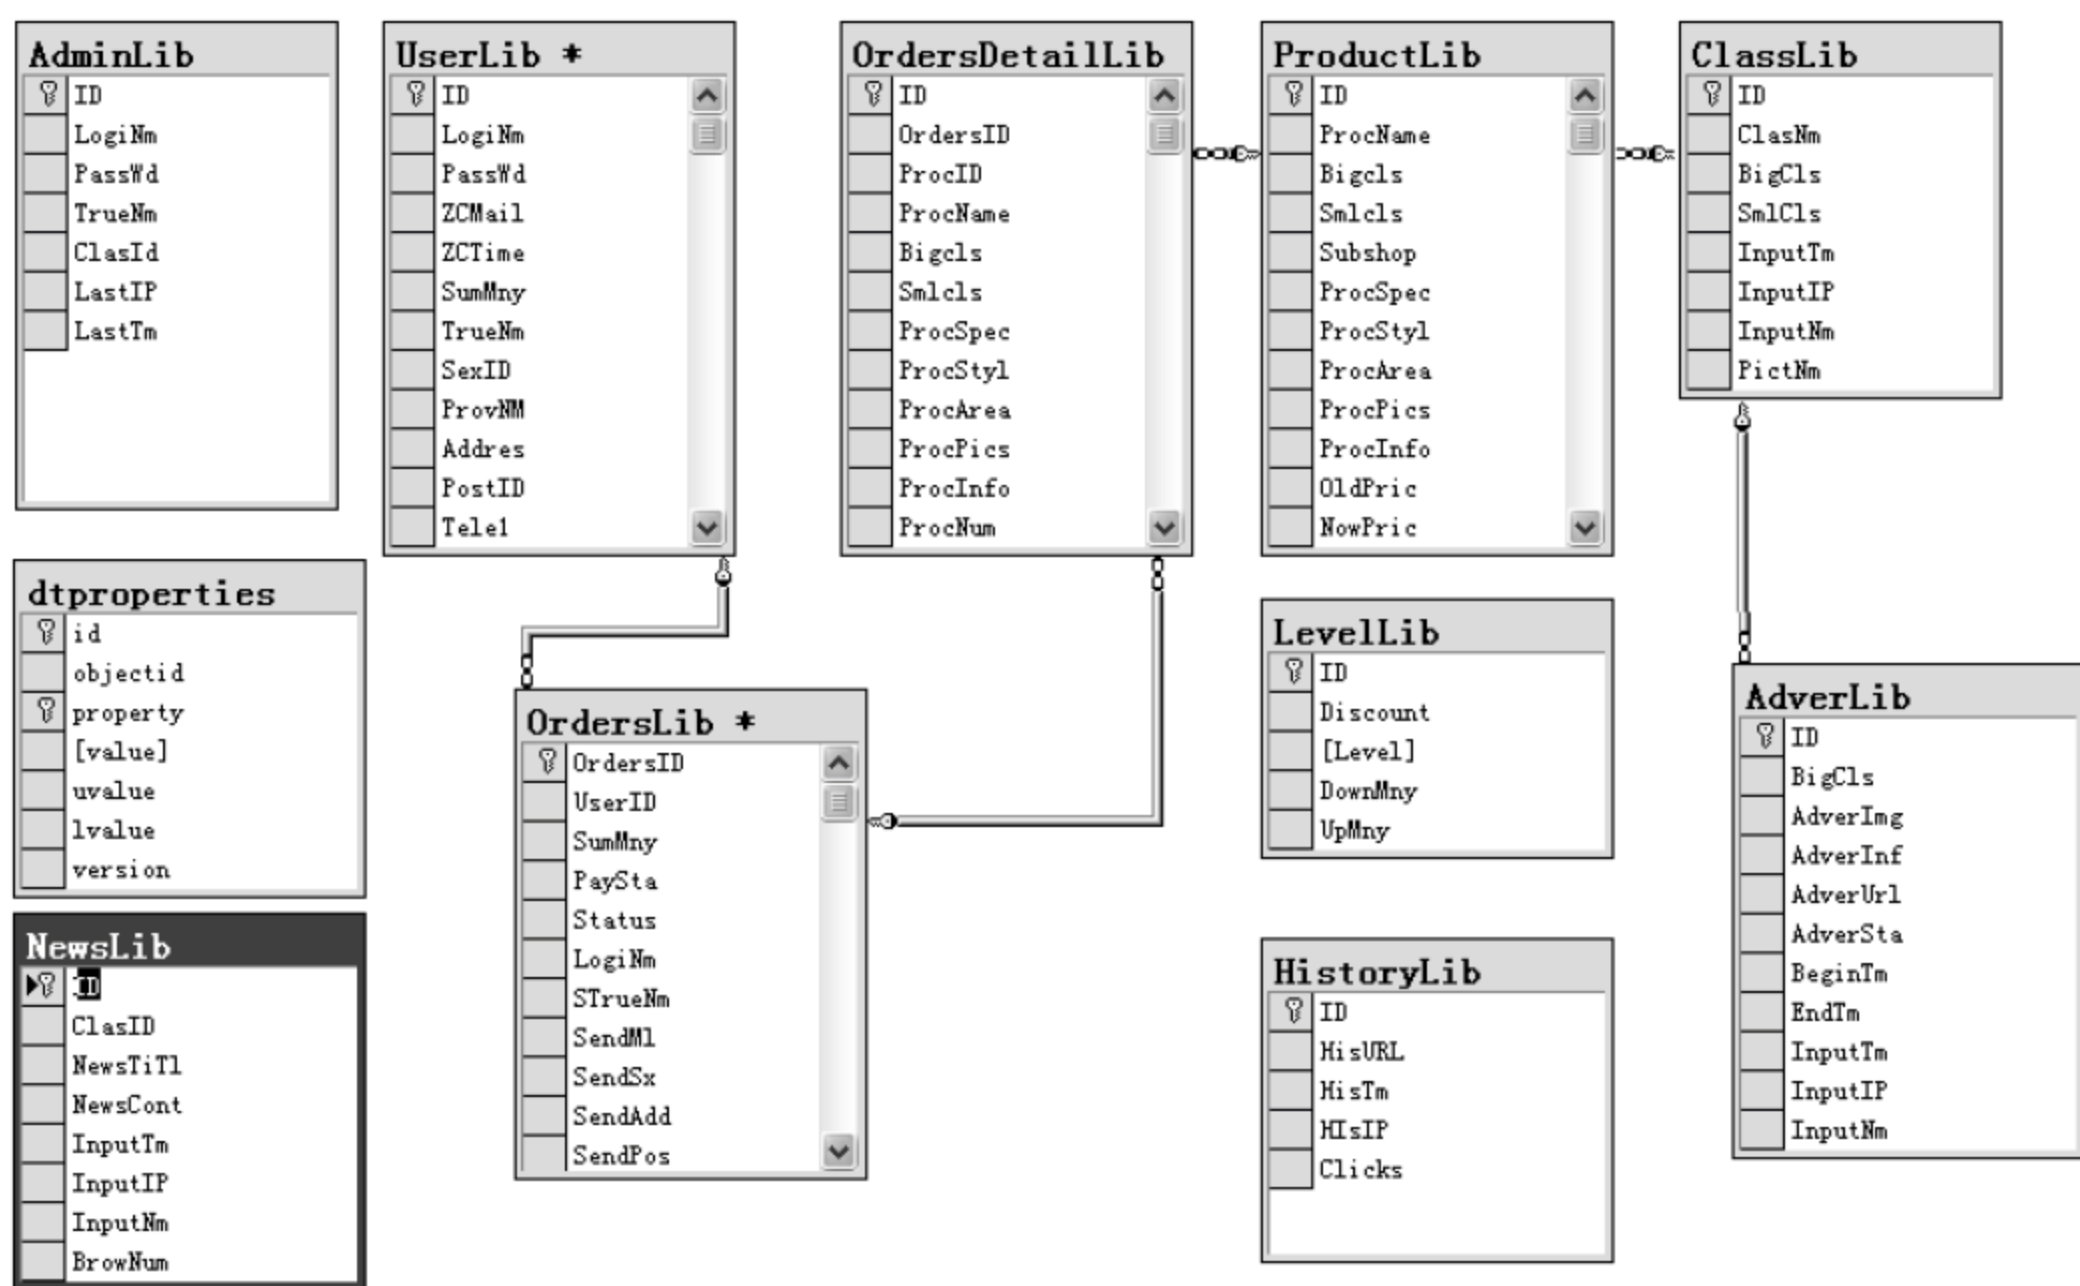 AdminLib
ID
LogiNm
PassWd
TrueNm
ClasId
LastIP
LastTm
UserLib *
ID
LogiNm
PassWd
ZCMail
ZCTime
SumMny
TrueNm
SexID
ProvNM
Addres
PostID
Tele1
OrdersDetailLib
ID
OrdersID
ProcID
ProcName
Bigcls
Smlcls
ProcSpec
ProcStyl
ProcArea
ProcPics
ProcInfo
ProcNum
ProductLib
ID
ProcName
Bigcls
Smlcls
Subshop
ProcSpec
ProcStyl
ProcArea
ProcPics
ProcInfo
OldPric
NowPric
ClassLib
ID
ClasNm
BigCls
SmlCls
InputTm
InputIP
InputNm
PictNm
dtproperties
id
objectid
property
[value]
uvalue
lvalue
version
NewsLib
ID
ClasID
NewsTiTl
NewsCont
InputTm
InputIP
InputNm
BrowNum
OrdersLib *
OrdersID
UserID
SumMny
PaySta
Status
LogiNm
STrueNm
SendMl
SendSx
SendAdd
SendPos
LevelLib
ID
Discount
[Level]
DownMny
UpMny
HistoryLib
ID
HisURL
HisTm
HIsIP
Clicks
AdverLib
ID
BigCls
AdverImg
AdverInf
AdverUrl
AdverSta
BeginTm
EndTm
InputTm
InputIP
InputNm